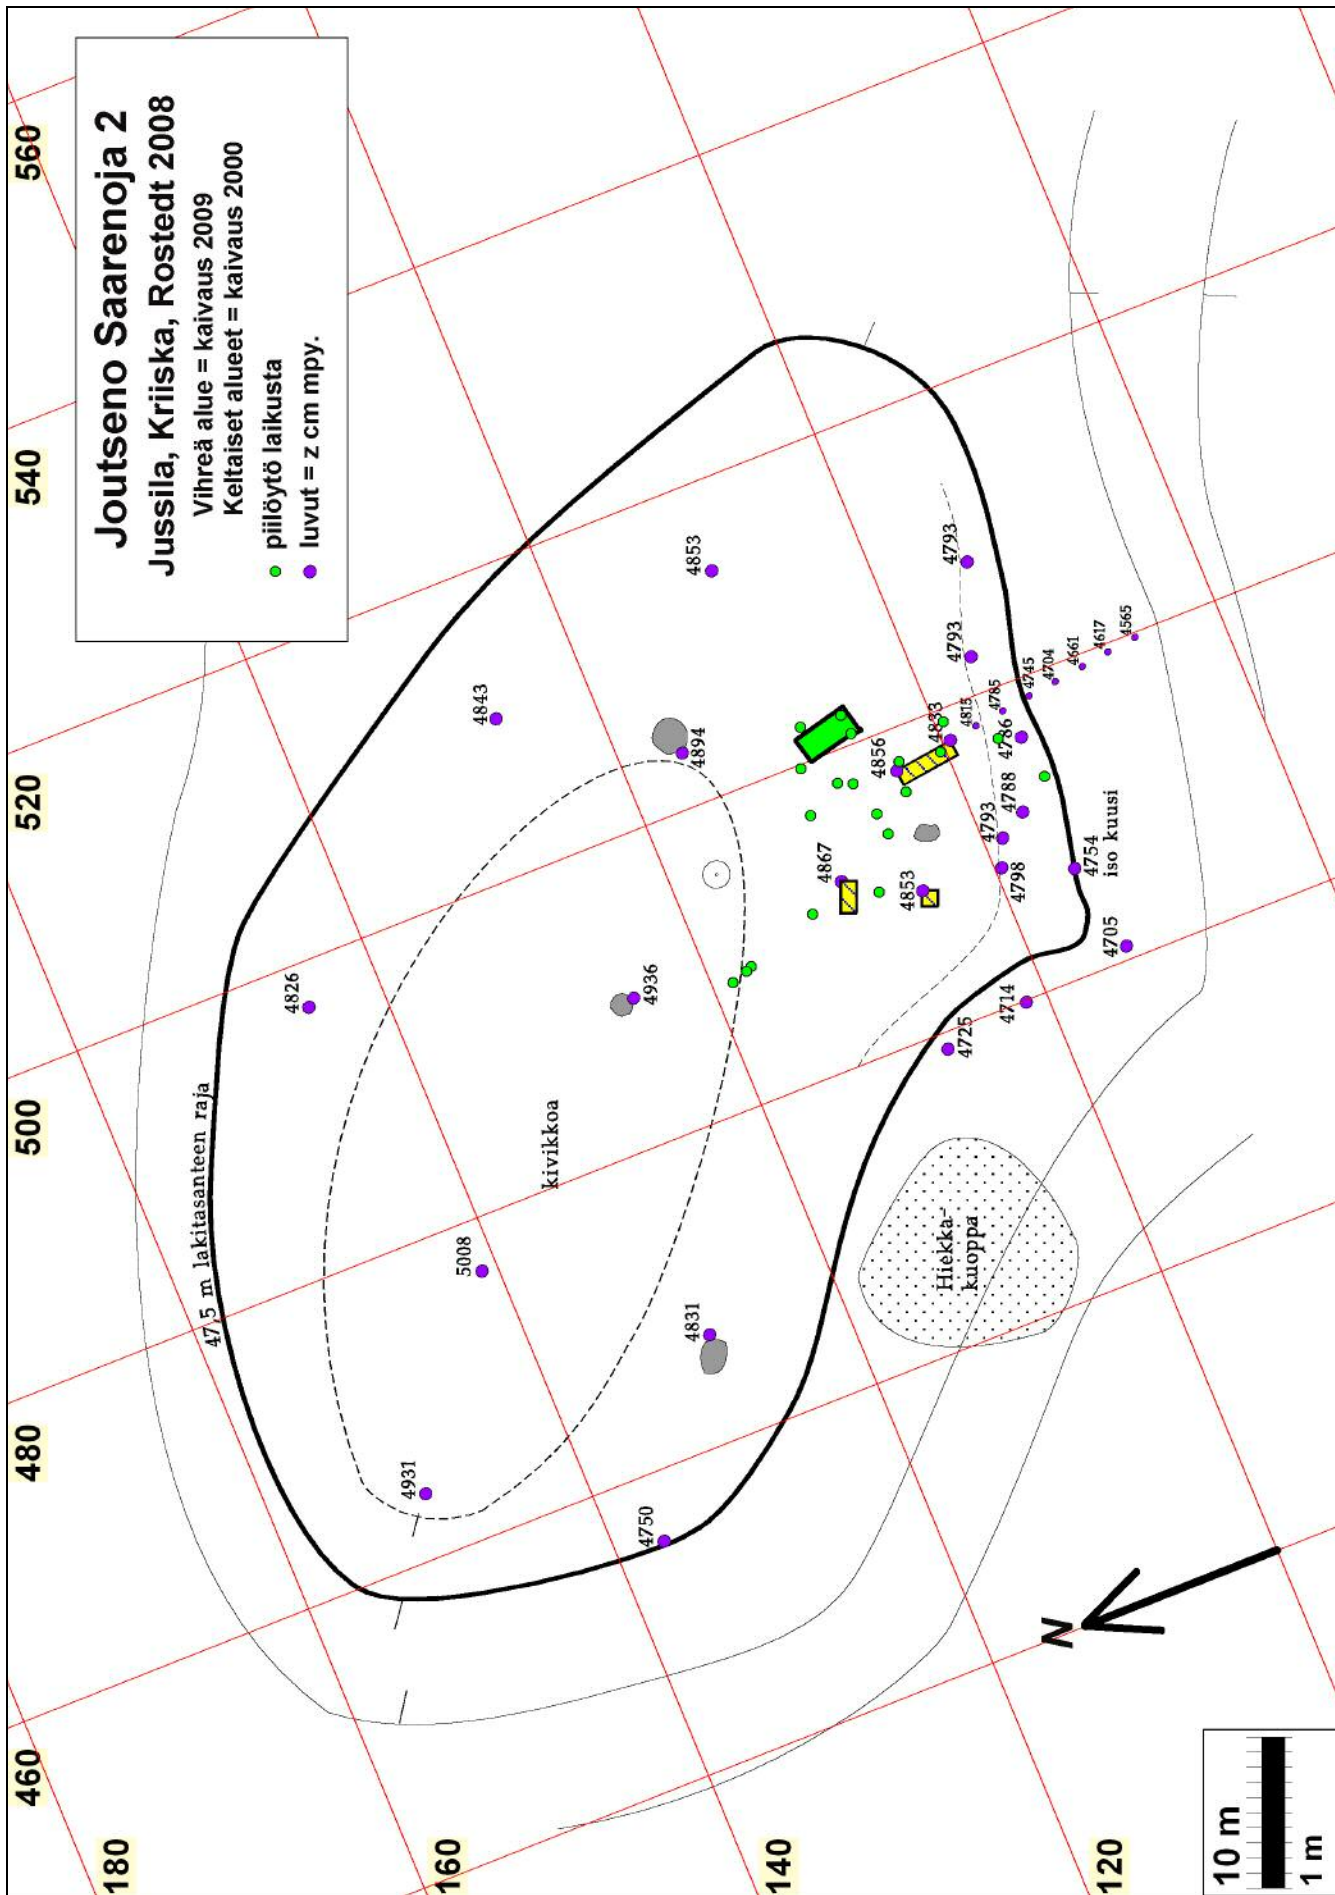 Joutseno Saarenoja 2
Jussila, Kriiska, Rostedt 2008
Vihreä alue = kaivaus 2009
Keltaiset alueet = kaivaus 2000
piilöytö laikusta
luvut = z cm mpy.
560
540
520
500
480
460
180
160
140
120
47,5 m lakitasanteen raja
kivikkoa
Hiekka-
kuoppa
iso kuusi
4853
4843
4894
4826
4936
5008
4831
4931
4750
4793
4793
4856
4833
4815
4785
4745
4704
4661
4617
4565
4786
4788
4793
4798
4754
4867
4853
4705
4714
4725
N
10 m
1 m